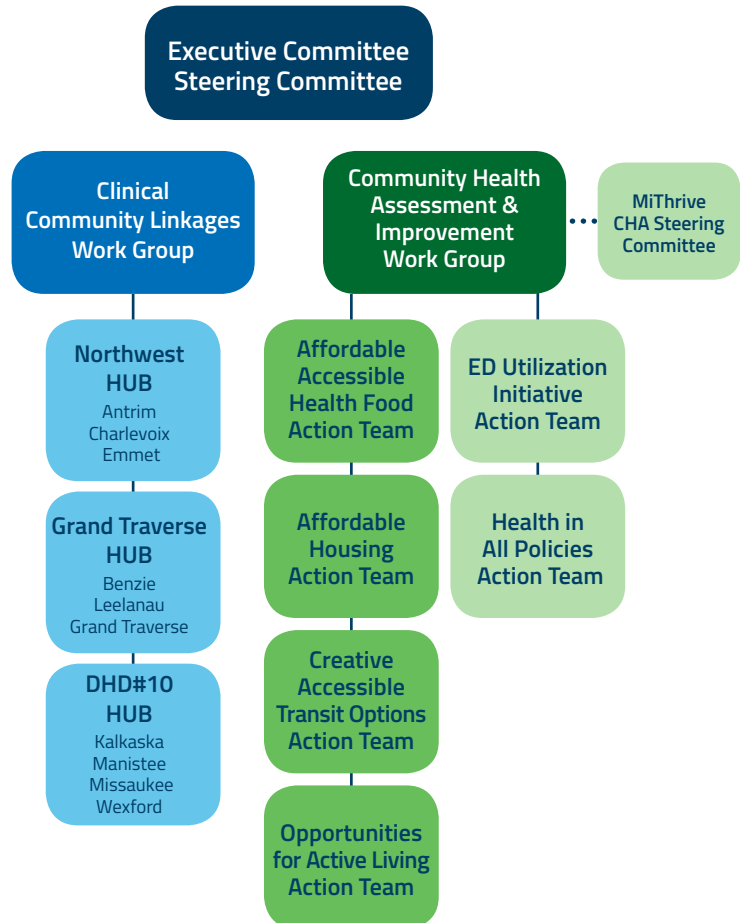 Executive Committee
Steering Committee
Clinical
Community Linkages
Work Group
Community Health
Assessment &
Improvement
Work Group
MiThrive
CHA Steering
Committee
Northwest
HUB
Antrim
Charlevoix
Emmet
Grand Traverse
HUB
Benzie
Leelanau
Grand Traverse
DHD#10
HUB
Kalkaska
Manistee
Missaukee
Wexford
Affordable
Accessible
Health Food
Action Team
Affordable
Housing
Action Team
Creative
Accessible
Transit Options
Action Team
Opportunities
for Active Living
Action Team
ED Utilization
Initiative
Action Team
Health in
All Policies
Action Team